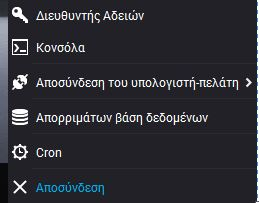 Διευθυντής Αδειών
Κονσόλα
Αποσύνδεση του υπολογιστή-πελάτη
Απορριμάτων βάση δεδομένων
Cron
Αποσύνδεση